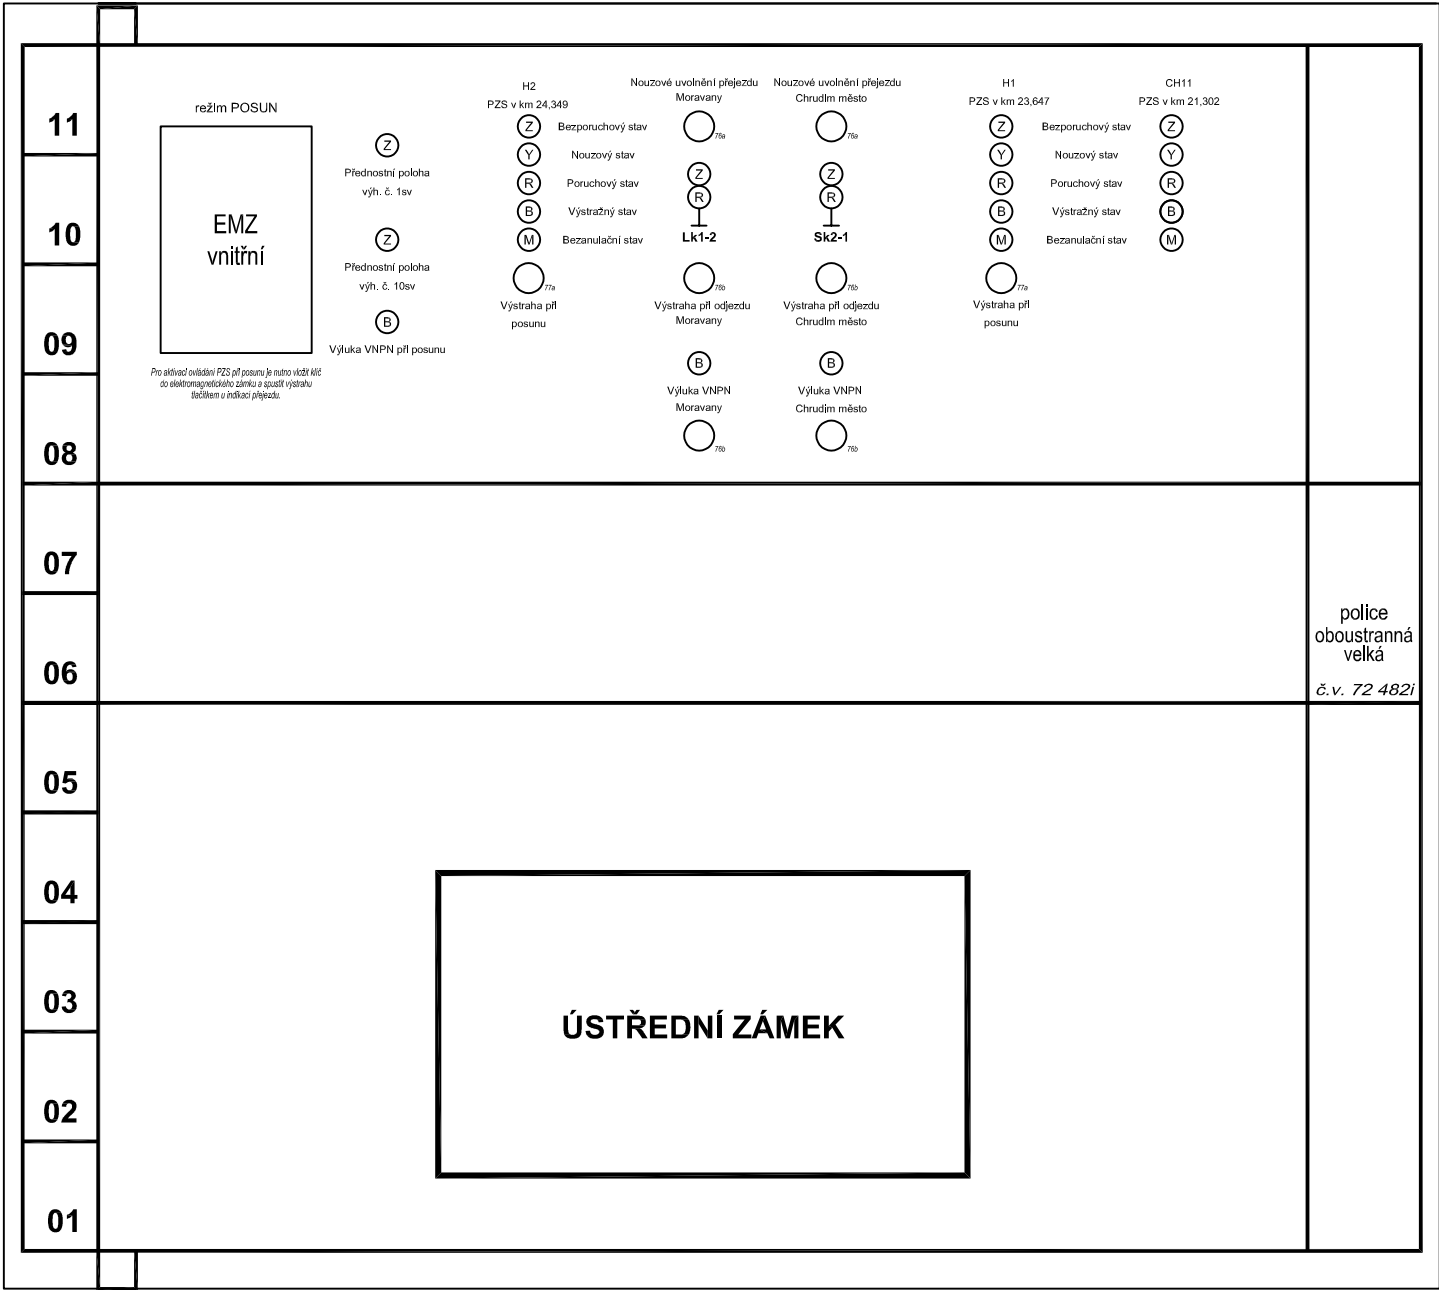 11
10
09
08
07
06
05
04
03
02
01
režim POSUN
EMZ
vnitřní
Pro aktivaci ovládání PZS při posunu je nutno vložit klíč
do elektromagnetického zámku a spustit výstrahu
tlačítkem u indikací přejezdu.
Z
Přednostní poloha
výh. č. 1sv
Z
Přednostní poloha
výh. č. 10sv
B
Výluka VNPN při posunu
H2
PZS v km 24,349
Z Bezporuchový stav
Y Nouzový stav
R Poruchový stav
B Výstražný stav
M Bezanulační stav
77a
Výstraha při
posunu
Nouzové uvolnění přejezdu
Moravany
76a
Z
R
Lk1-2
76b
Výstraha při odjezdu
Moravany
B
Výluka VNPN
Moravany
76b
Nouzové uvolnění přejezdu
Chrudim město
76a
Z
R
Sk2-1
76b
Výstraha při odjezdu
Chrudim město
B
Výluka VNPN
Chrudim město
76b
H1
PZS v km 23,647
CH11
PZS v km 21,302
Z Bezporuchový stav Z
Y Nouzový stav Y
R Poruchový stav R
B Výstražný stav B
M Bezanulační stav M
77a
Výstraha při
posunu
police
oboustranná
velká
č.v. 72 482i
ÚSTŘEDNÍ ZÁMEK